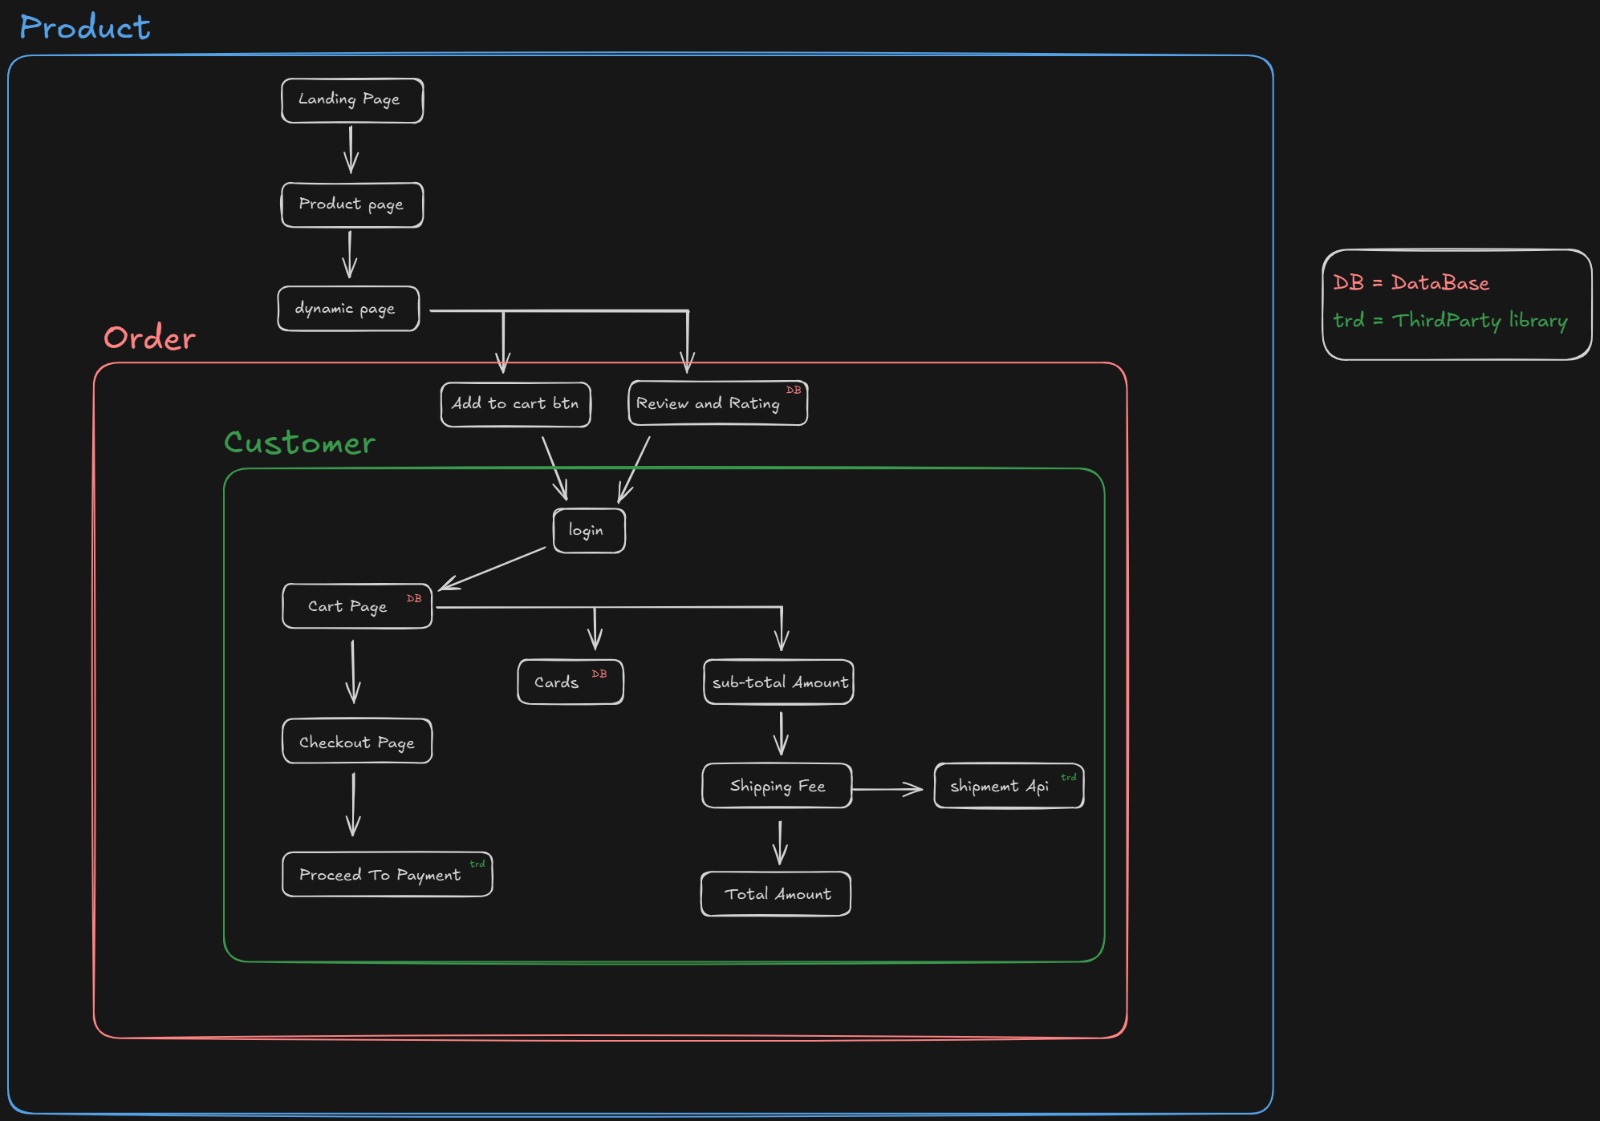 Product
Landing Page
Product page
DB = DataBase
trd = ThirdParty library
dynamic page
Order
Add to cart btn
Review and Rating
DB
Customer
login
Cart Page
DB
Cards
DB
sub-total Amount
Checkout Page
Shipping Fee
shipmemt Api
trd
Proceed To Payment
trd
Total Amount